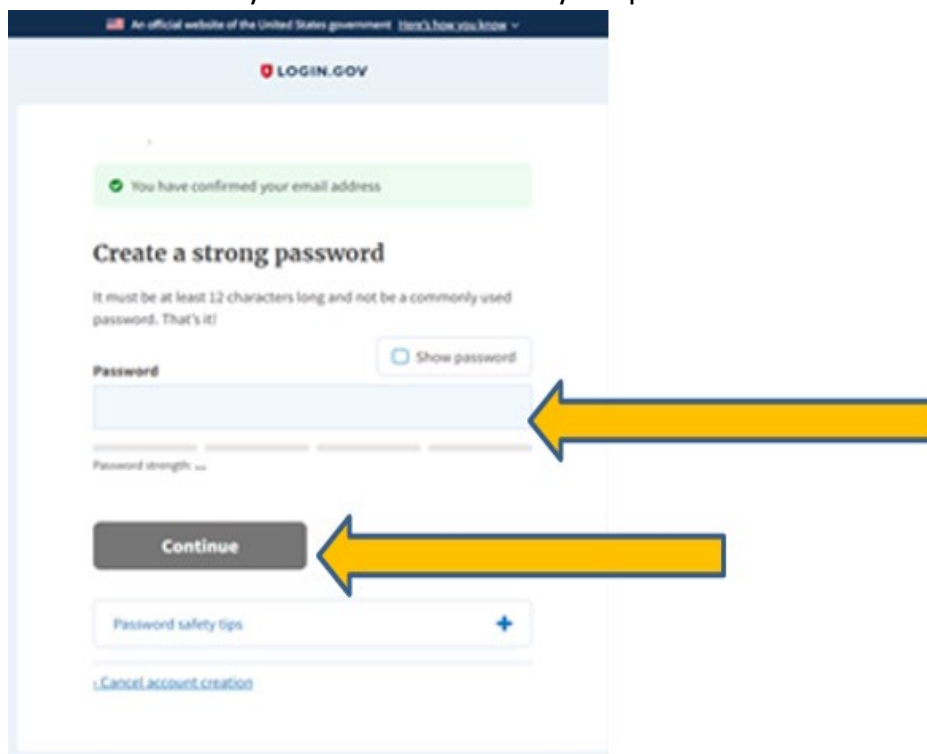 An official website of the United States government Here's how you know
LOGIN.GOV
You have confirmed your email address
Create a strong password
It must be at least 12 characters long and not be a commonly used
password. That's it!
Show password
Password
Password strength: ...
Continue
Password safety tips
‹ Cancel account creation